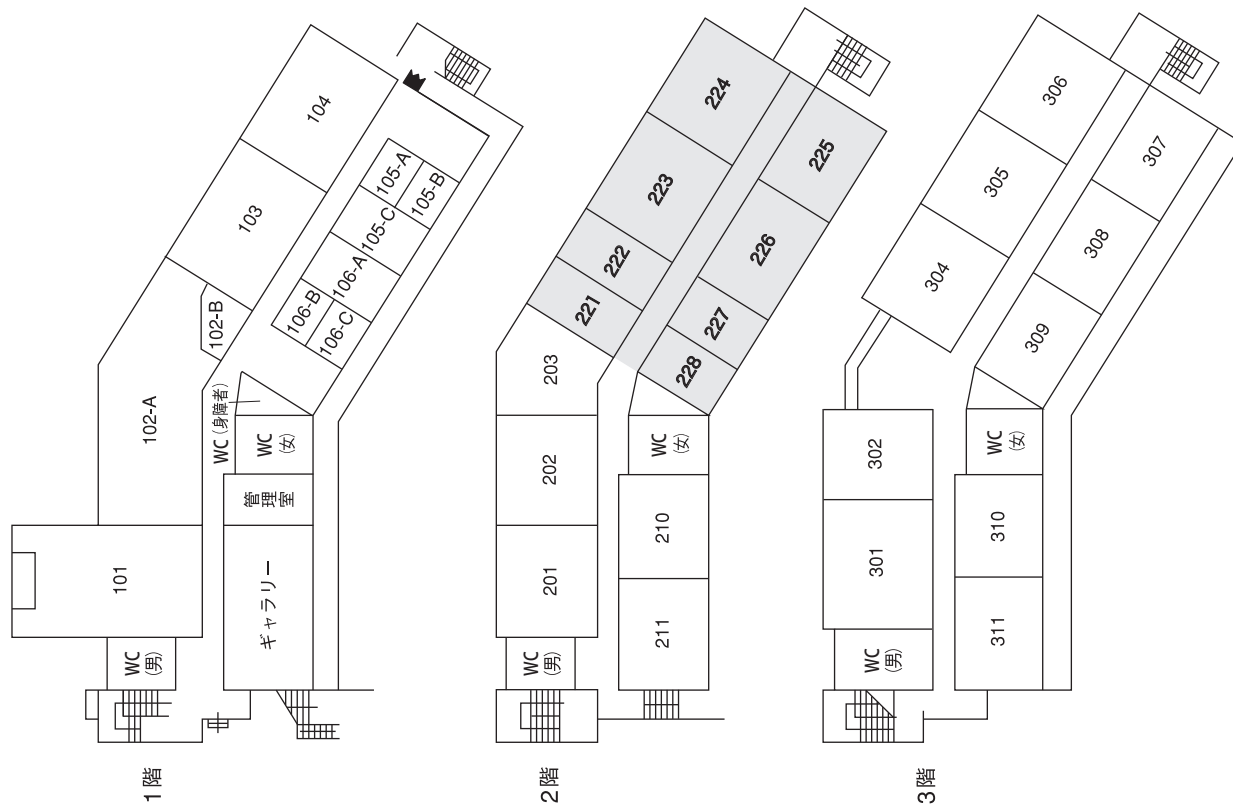 1階
101
102-A
102-B
103
104
105-A
105-B
105-C
106-A
106-B
106-C
WC(身障者)
WC
(女)
管
理
室
ギャラリー
WC
(男)
2階
201
202
203
221
222
223
224
225
226
227
228
WC
(女)
210
211
WC
(男)
3階
301
302
304
305
306
307
308
309
WC
(女)
310
311
WC
(男)